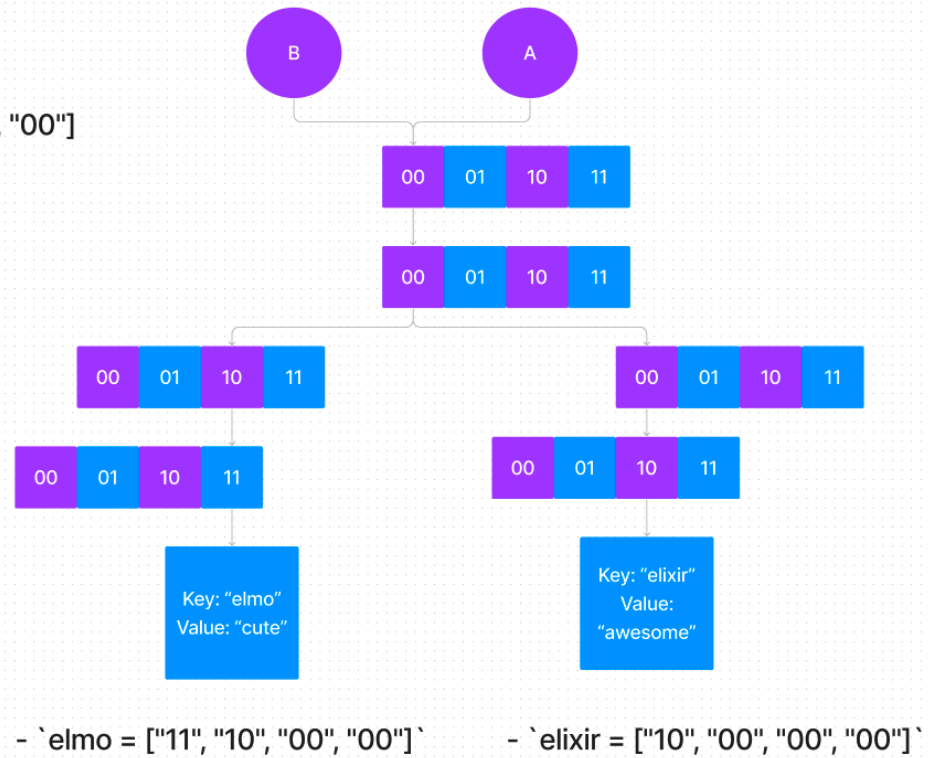 B
A
, "00"]
00 01 10 11
00 01 10 11
00 01 10 11
00 01 10 11
00 01 10 11
00 01 10 11
Key: “elmo”
Value: “cute”
Key: “elixir”
Value:
“awesome”
- `elmo = ["11", "10", "00", "00"]`
- `elixir = ["10", "00", "00", "00"]`